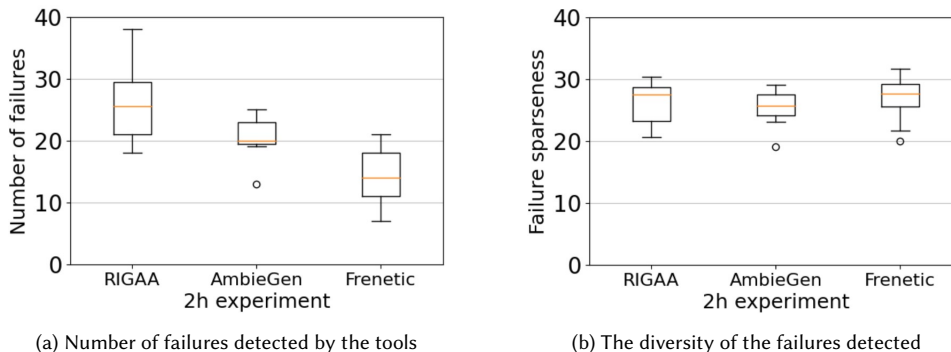 40
30
20
10
0
Number of failures
RIGAA
AmbieGen
Frenetic
2h experiment
(a) Number of failures detected by the tools
40
30
20
10
0
Failure sparseness
RIGAA
AmbieGen
Frenetic
2h experiment
(b) The diversity of the failures detected